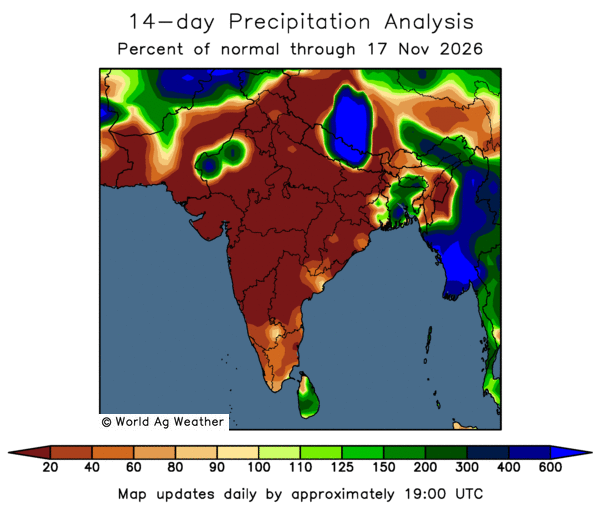 14-day Precipitation Analysis
Percent of normal through 17 Nov 2026
© World Ag Weather
20 40 60 80 90 100 110 125 150 200 300 400 600
Map updates daily by approximately 19:00 UTC